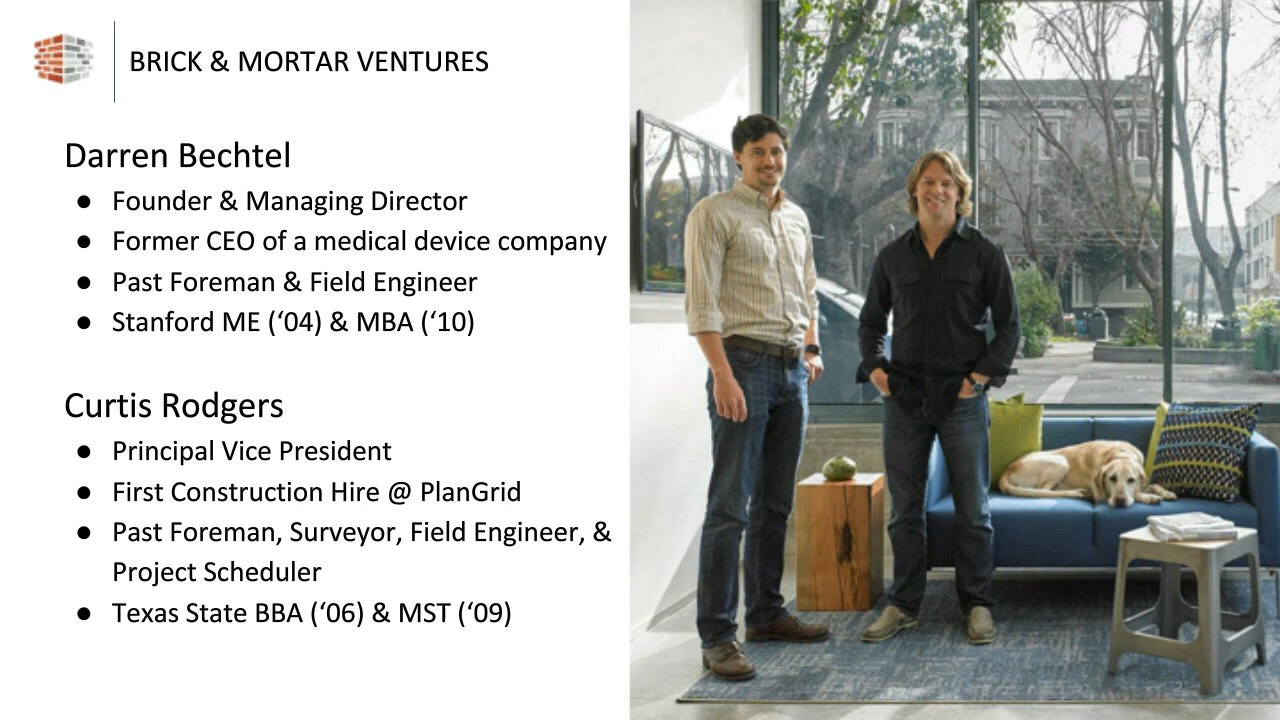 BRICK & MORTAR VENTURES
Darren Bechtel
● Founder & Managing Director
● Former CEO of a medical device company
● Past Foreman & Field Engineer
● Stanford ME (‘04) & MBA (‘10)
Curtis Rodgers
● Principal Vice President
● First Construction Hire @ PlanGrid
● Past Foreman, Surveyor, Field Engineer, &
Project Scheduler
● Texas State BBA (‘06) & MST (‘09)
2